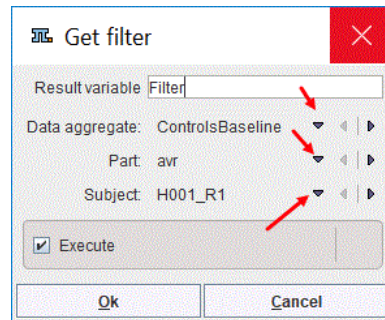 Get filter
Result variable Filter
Data aggregate: ControlsBaseline
Part: avr
Subject: H001_R1
Execute
Ok Cancel